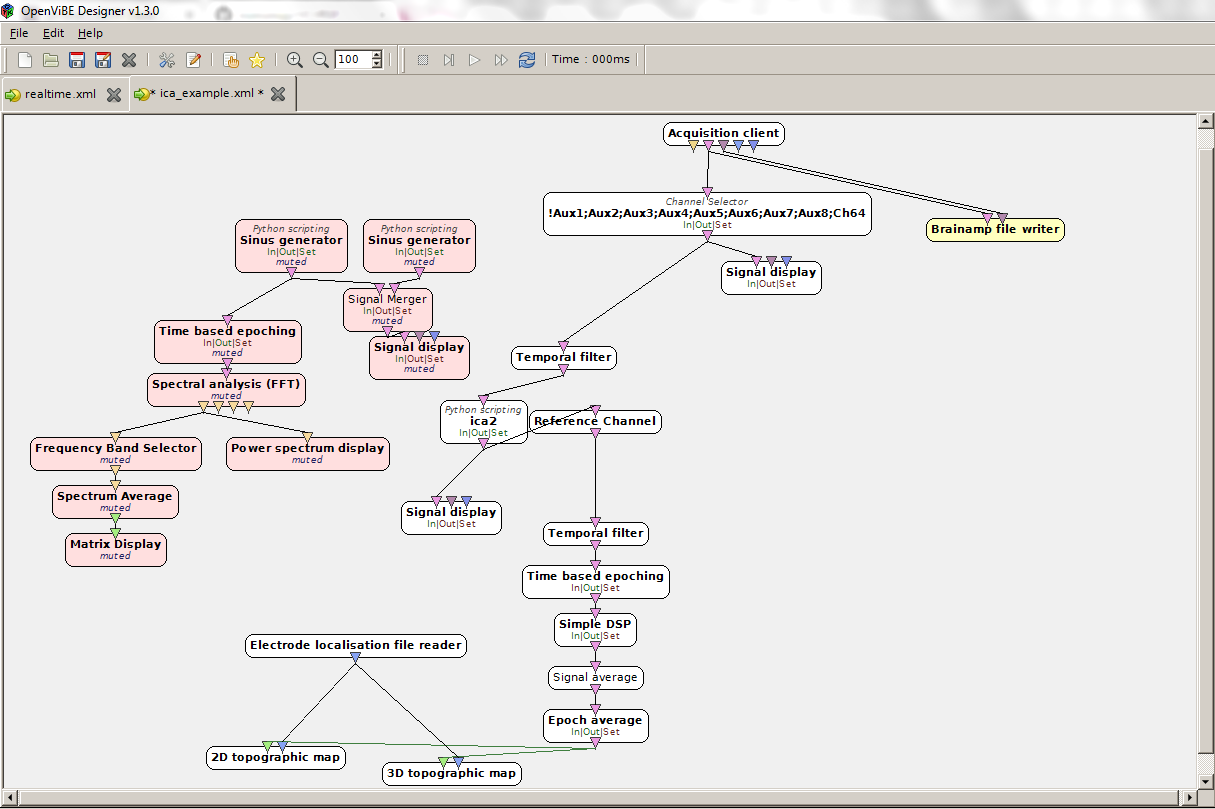 OpenViBE Designer v1.3.0
File Edit Help
100
Time : 000ms
realtime.xml
* ica_example.xml *
Acquisition client
Channel Selector
!Aux1;Aux2;Aux3;Aux4;Aux5;Aux6;Aux7;Aux8;Ch64
In|Out|Set
Brainamp file writer
Signal display
In|Out|Set
Python scripting
Sinus generator
In|Out|Set
muted
Python scripting
Sinus generator
In|Out|Set
muted
Signal Merger
In|Out|Set
muted
Signal display
In|Out|Set
muted
Time based epoching
In|Out|Set
muted
Spectral analysis (FFT)
muted
Frequency Band Selector
muted
Power spectrum display
muted
Spectrum Average
muted
Matrix Display
muted
Temporal filter
Python scripting
ica2
In|Out|Set
Reference Channel
Signal display
In|Out|Set
Temporal filter
Time based epoching
In|Out|Set
Simple DSP
In|Out|Set
Signal average
Epoch average
In|Out|Set
Electrode localisation file reader
2D topographic map
3D topographic map